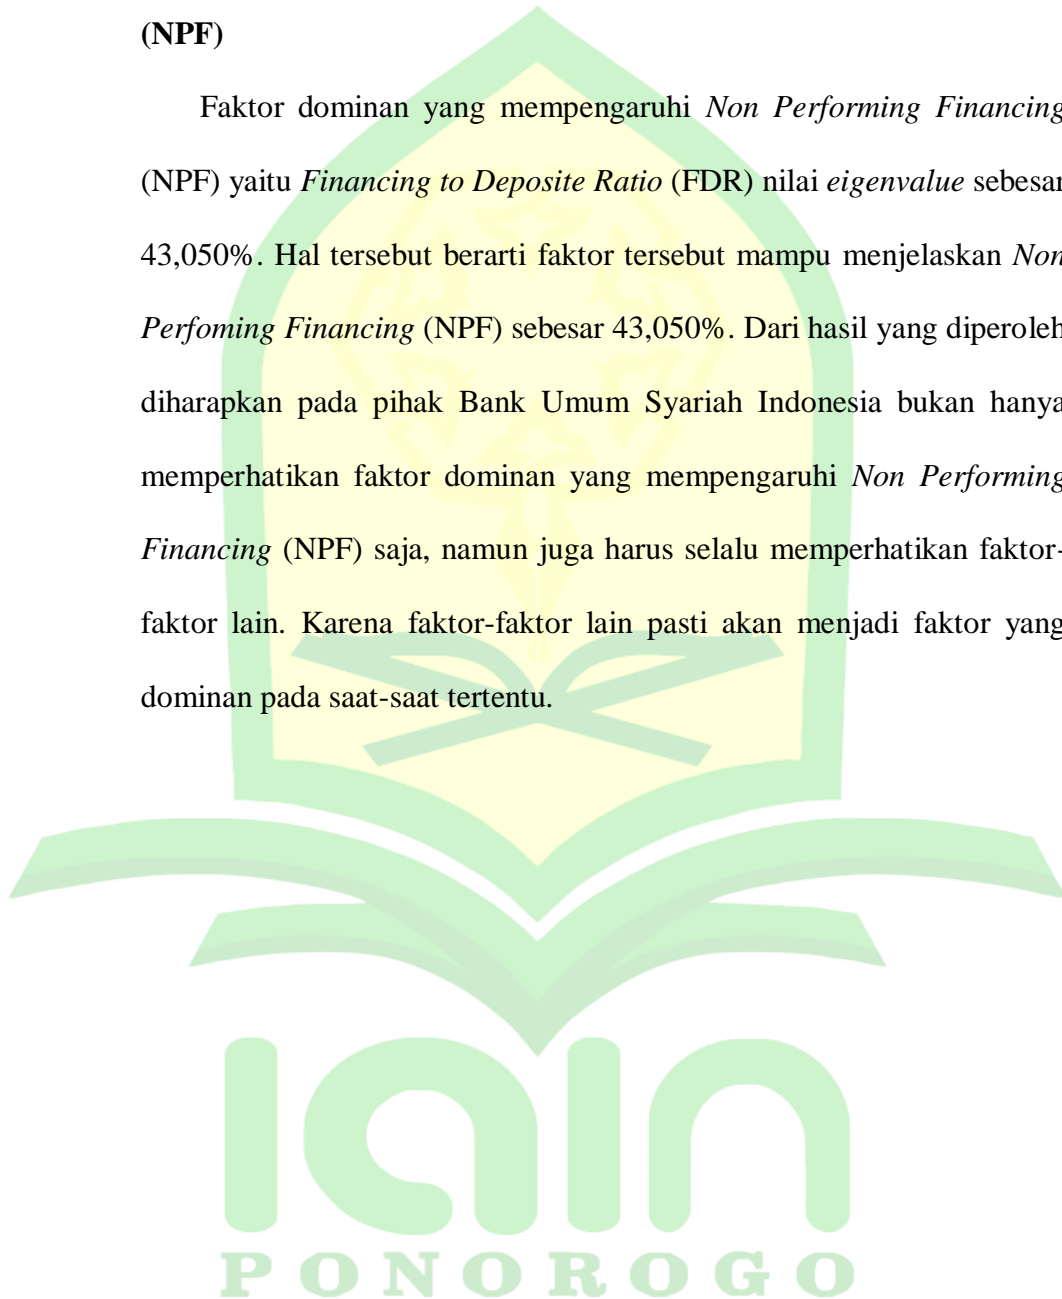 (NPF)
Faktor dominan yang mempengaruhi Non Performing Financing
(NPF) yaitu Financing to Deposite Ratio (FDR) nilai eigenvalue sebesar
43,050%. Hal tersebut berarti faktor tersebut mampu menjelaskan Non
Perfoming Financing (NPF) sebesar 43,050%. Dari hasil yang diperoleh
diharapkan pada pihak Bank Umum Syariah Indonesia bukan hanya
memperhatikan faktor dominan yang mempengaruhi Non Performing
Financing (NPF) saja, namun juga harus selalu memperhatikan faktor-
faktor lain. Karena faktor-faktor lain pasti akan menjadi faktor yang
dominan pada saat-saat tertentu.
iain
PONOROGO